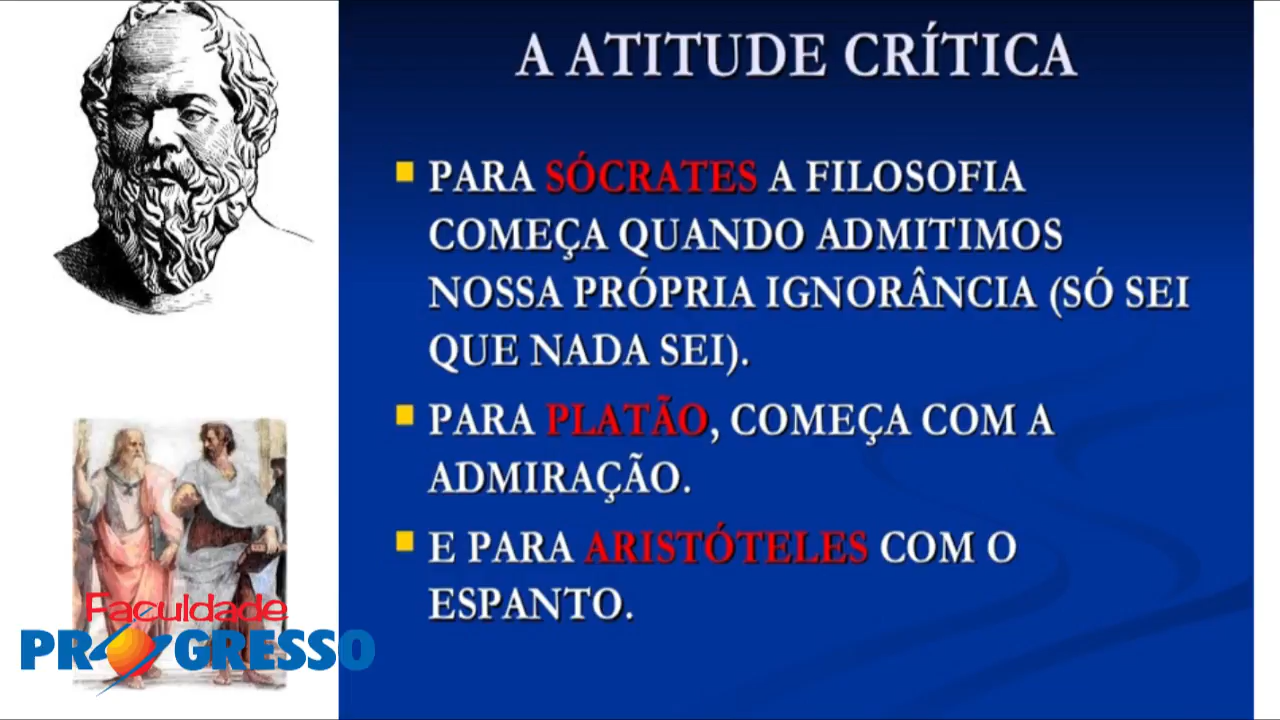 A ATITUDE CRÍTICA
PARA SÓCRATES A FILOSOFIA
COMEÇA QUANDO ADMITIMOS
NOSSA PRÓPRIA IGNORÂNCIA (SÓ SEI
QUE NADA SEI).
PARA PLATÃO, COMEÇA COM A
ADMIRAÇÃO.
E PARA ARISTÓTELES COM O
ESPANTO.
Faculdade
PROGRESSO